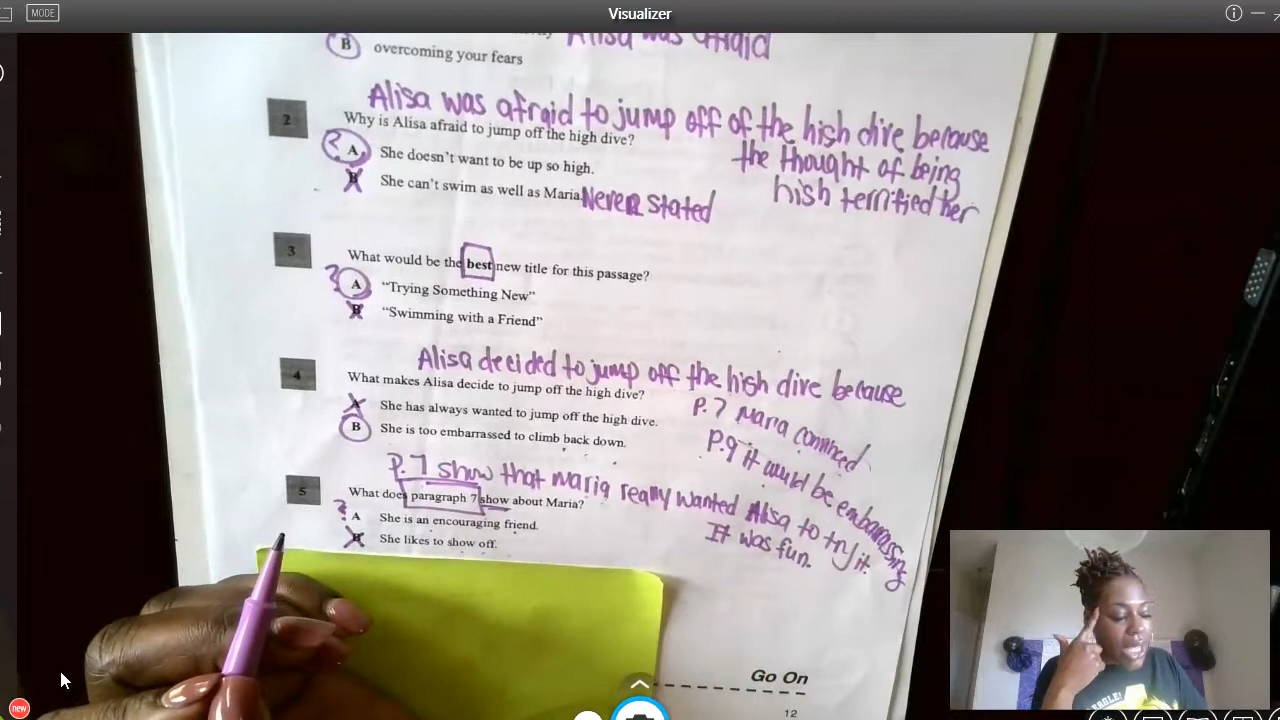 MODE
Visualizer
Alisa was afraid
B overcoming your fears
Alisa was afraid to jump off of the high dive because
the thought of being
high terrified her
2
Why is Alisa afraid to jump off the high dive?
? A She doesn't want to be up so high.
B She can't swim as well as Maria. Never stated
3
What would be the best new title for this passage?
? A "Trying Something New"
B "Swimming with a Friend"
Alisa decided to jump off the high dive because
P.7 Maria convinced
P.9 it would be embarassing
4
What makes Alisa decide to jump off the high dive?
A She has always wanted to jump off the high dive.
B She is too embarrassed to climb back down.
P.7 show that maria really wanted Alisa to try it.
It was fun.
5
What does paragraph 7 show about Maria?
? A She is an encouraging friend.
B She likes to show off.
Go On
12
new